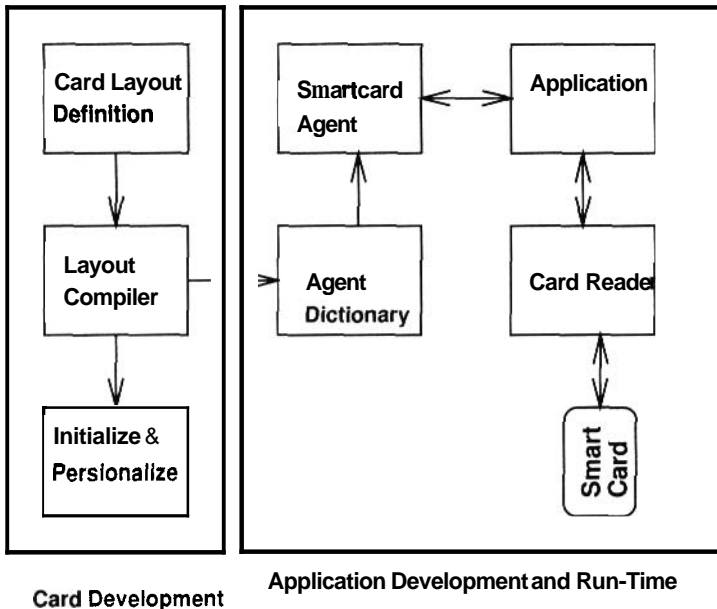 Card Layout
Definition
Layout
Compiler
Initialize &
Persionalize
Card Development
Smartcard
Agent
Application
Agent
Dictionary
Card Reade
Smart
Card
Application Development and Run-Time